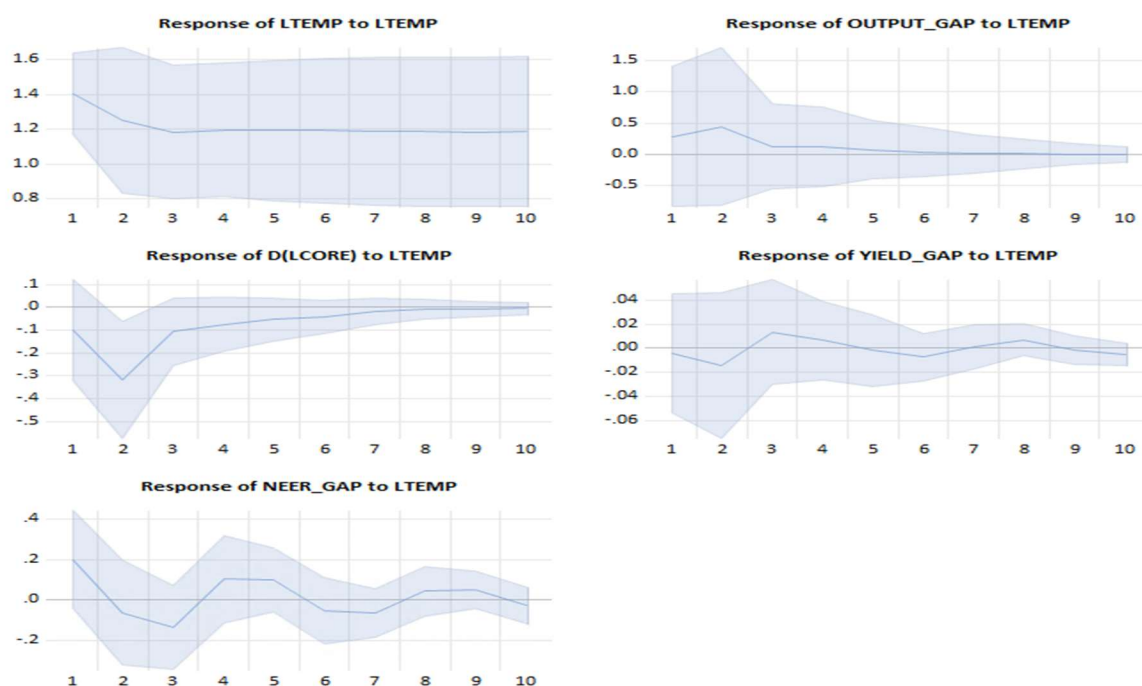 Response of LTEMP to LTEMP
1.6
1.4
1.2
1.0
0.8
1 2 3 4 5 6 7 8 9 10
Response of OUTPUT_GAP to LTEMP
1.5
1.0
0.5
0.0
-0.5
1 2 3 4 5 6 7 8 9 10
Response of D(LCORE) to LTEMP
.1
.0
-.1
-.2
-.3
-.4
-.5
1 2 3 4 5 6 7 8 9 10
Response of YIELD_GAP to LTEMP
.04
.02
.00
-.02
-.04
-.06
1 2 3 4 5 6 7 8 9 10
Response of NEER_GAP to LTEMP
.4
.2
.0
-.2
1 2 3 4 5 6 7 8 9 10